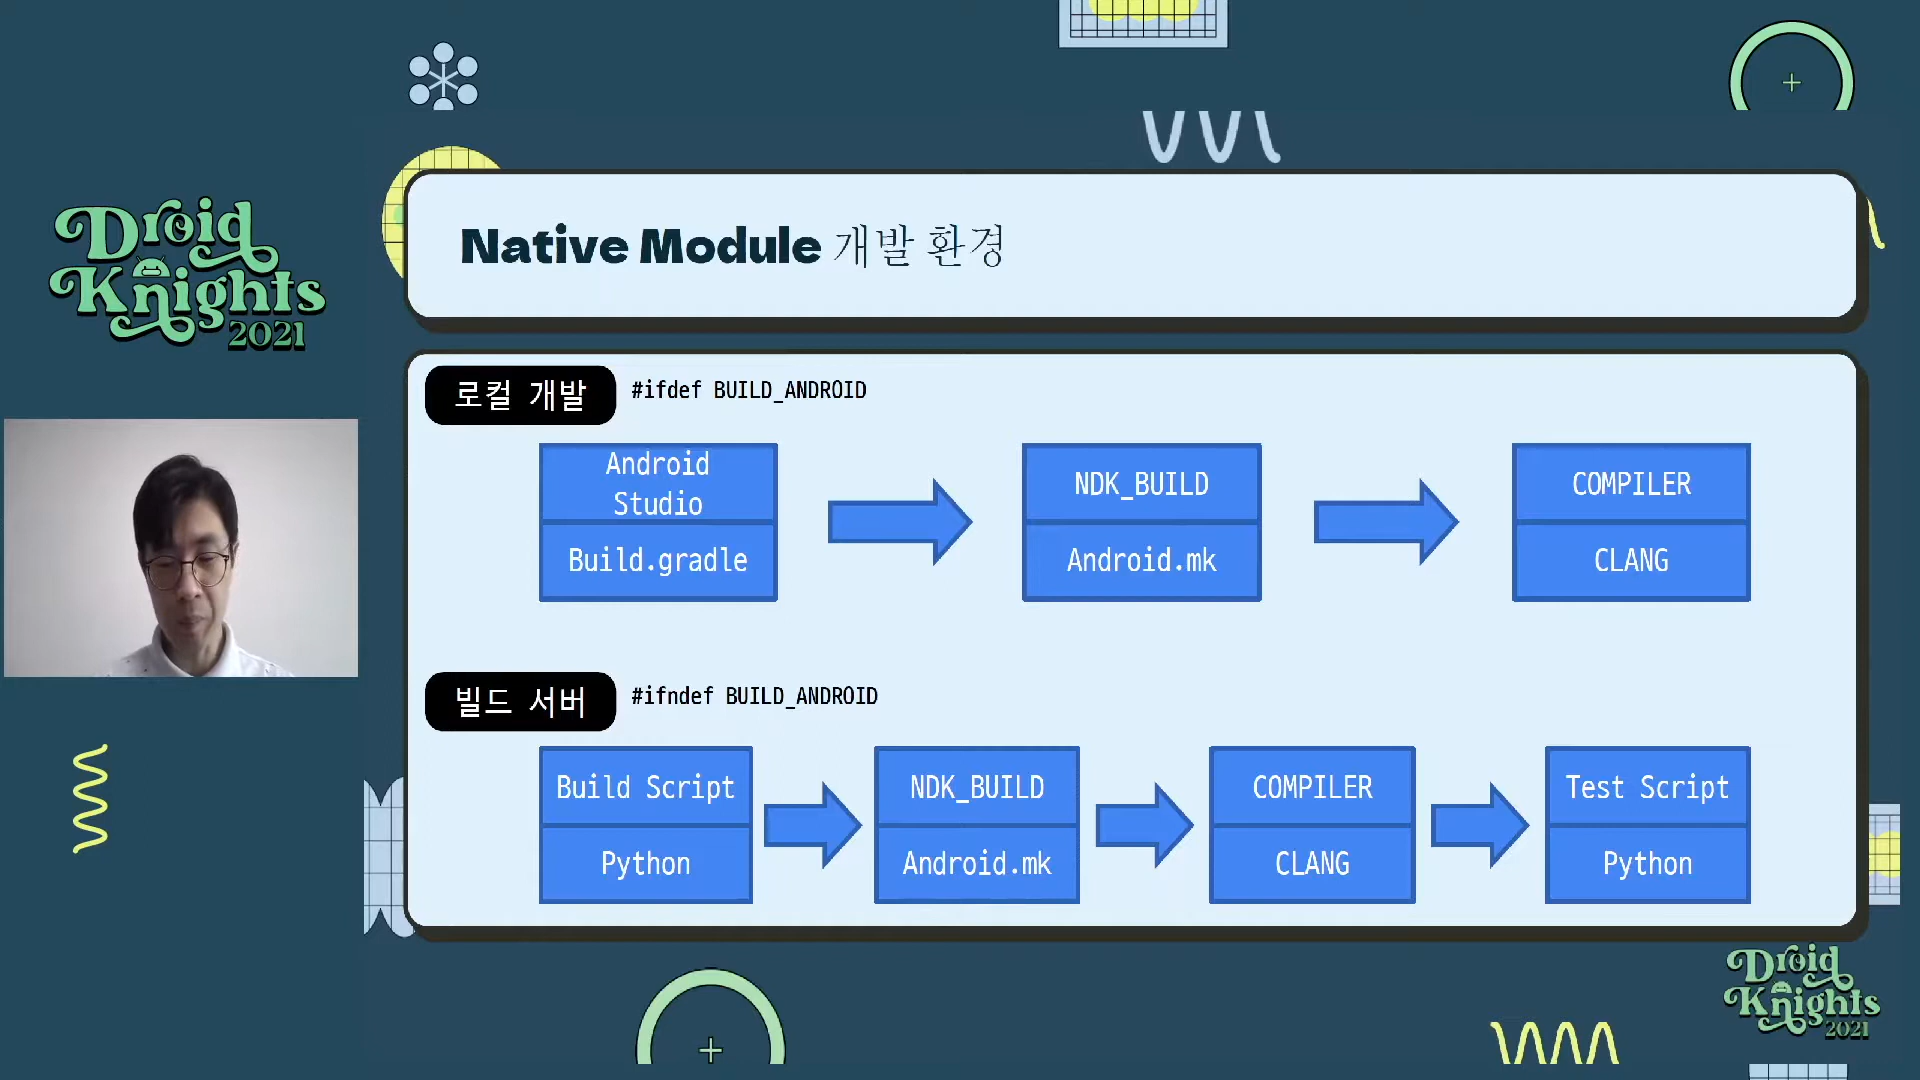 Droid
Knights
2021
Native Module 개발 환경
로컬 개발
#ifdef BUILD_ANDROID
Android
Studio
Build.gradle
NDK_BUILD
Android.mk
COMPILER
CLANG
빌드 서버
#ifndef BUILD_ANDROID
Build Script
Python
NDK_BUILD
Android.mk
COMPILER
CLANG
Test Script
Python
Droid
Knights
2021